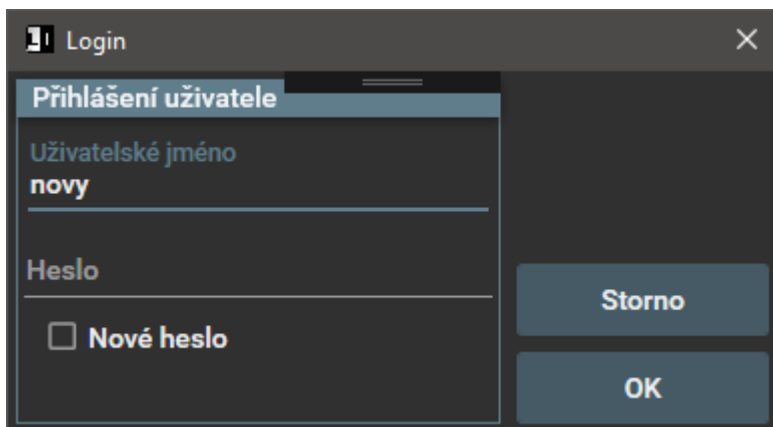 Login
Přihlášení uživatele
Uživatelské jméno
novy
Heslo
Nové heslo
Storno
OK